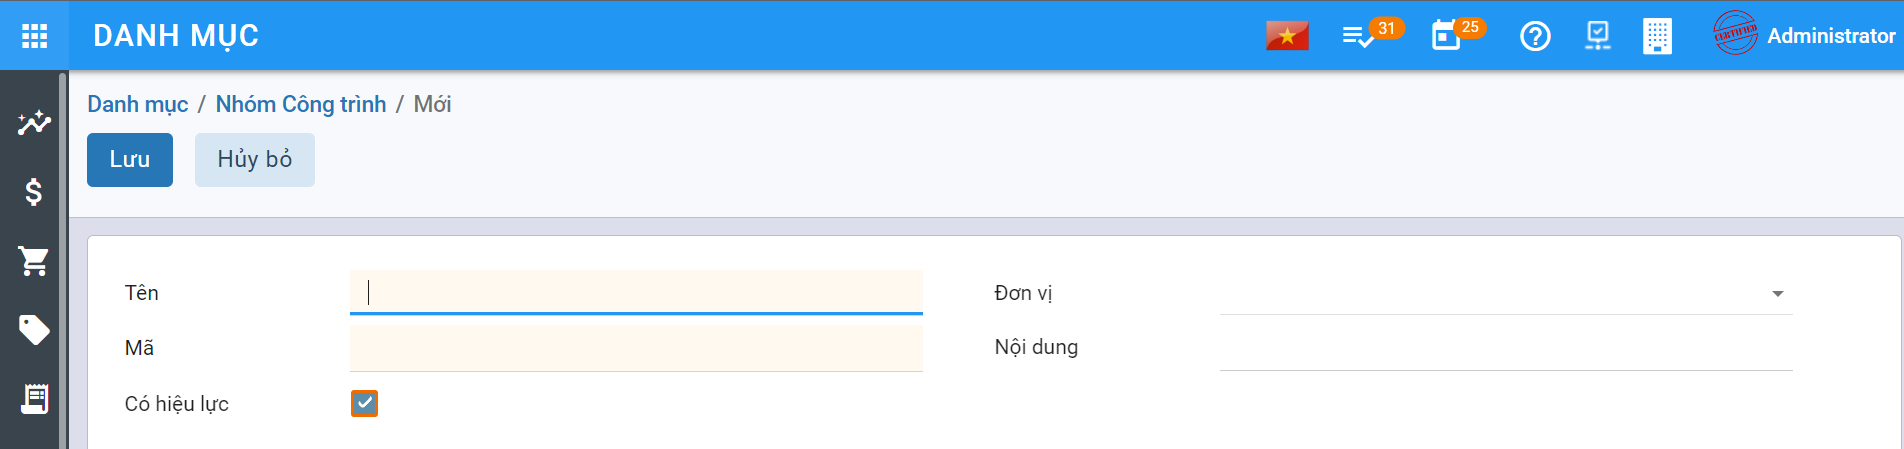 DANH MỤC
31
25
CERTIFIED
Administrator
Danh mục / Nhóm Công trình / Mới
Lưu
Hủy bỏ
Tên
Đơn vị
Mã
Nội dung
Có hiệu lực